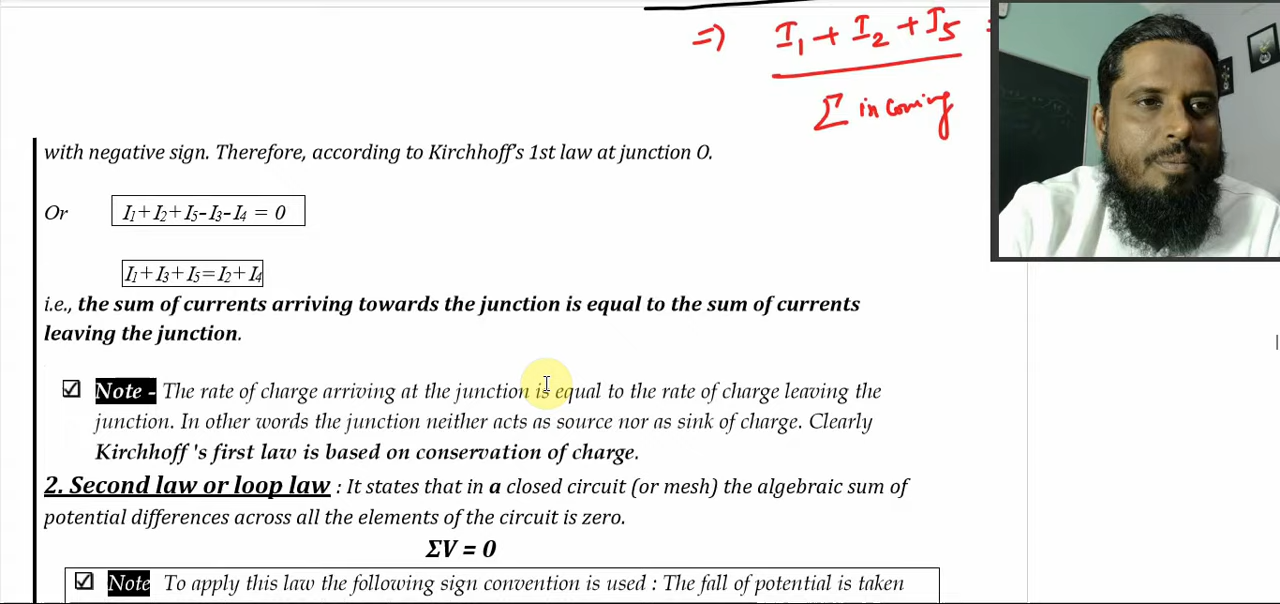 => I₁ + I₂ + I₅ =
Σ incoming
with negative sign. Therefore, according to Kirchhoff's 1st law at junction O.
Or I₁+I₂+I₅-I₃-I₄ = 0
I₁+I₃+I₅=I₂+I₄
i.e., the sum of currents arriving towards the junction is equal to the sum of currents
leaving the junction.
☑ Note - The rate of charge arriving at the junction is equal to the rate of charge leaving the
junction. In other words the junction neither acts as source nor as sink of charge. Clearly
Kirchhoff 's first law is based on conservation of charge.
2. Second law or loop law : It states that in a closed circuit (or mesh) the algebraic sum of
potential differences across all the elements of the circuit is zero.
ΣV = 0
☑ Note To apply this law the following sign convention is used : The fall of potential is taken